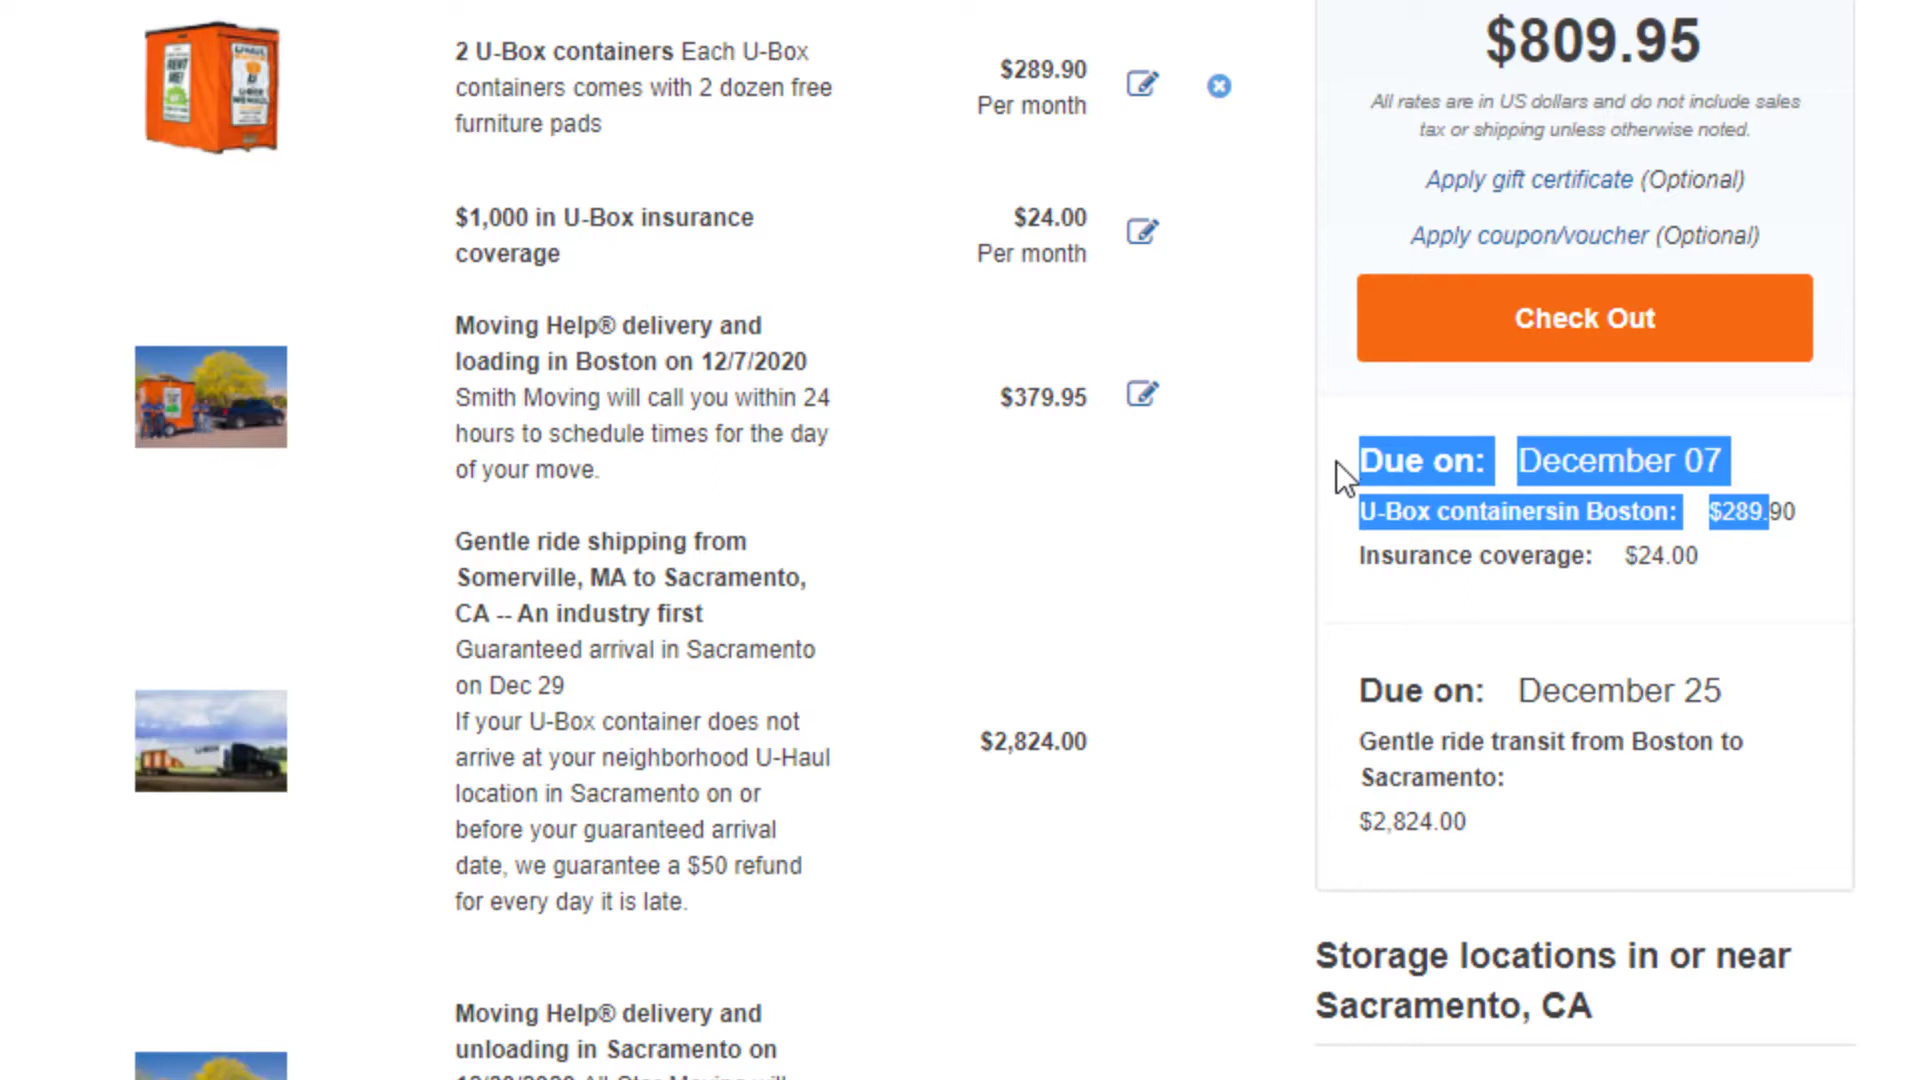 2 U-Box containers Each U-Box
containers comes with 2 dozen free
furniture pads
$289.90
Per month
$1,000 in U-Box insurance
coverage
$24.00
Per month
Moving Help® delivery and
loading in Boston on 12/7/2020
Smith Moving will call you within 24
hours to schedule times for the day
of your move.
$379.95
Gentle ride shipping from
Somerville, MA to Sacramento,
CA -- An industry first
Guaranteed arrival in Sacramento
on Dec 29
If your U-Box container does not
arrive at your neighborhood U-Haul
location in Sacramento on or
before your guaranteed arrival
date, we guarantee a $50 refund
for every day it is late.
$2,824.00
Moving Help® delivery and
unloading in Sacramento on
$809.95
All rates are in US dollars and do not include sales
tax or shipping unless otherwise noted.
Apply gift certificate (Optional)
Apply coupon/voucher (Optional)
Check Out
Due on: December 07
U-Box containersin Boston: $289.90
Insurance coverage: $24.00
Due on: December 25
Gentle ride transit from Boston to
Sacramento:
$2,824.00
Storage locations in or near
Sacramento, CA